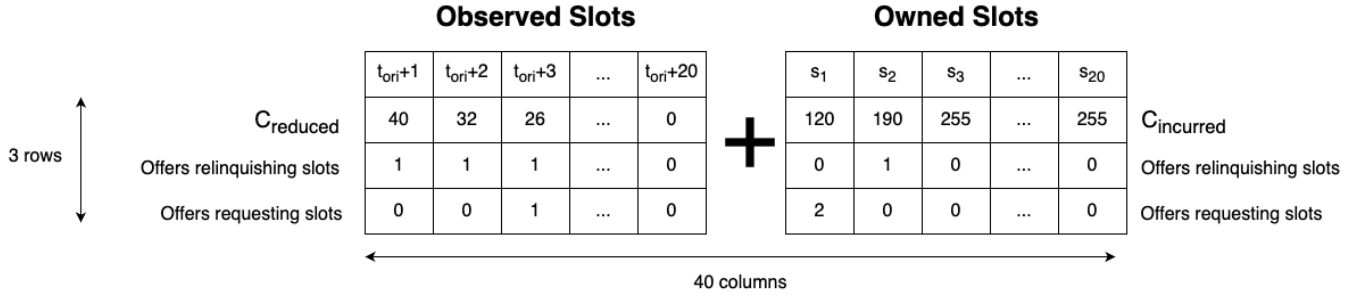 Observed Slots Owned Slots
t_ori+1 t_ori+2 t_ori+3 ... t_ori+20 s_1 s_2 s_3 ... s_20
C_reduced 40 32 26 ... 0 + 120 190 255 ... 255 C_incurred
3 rows
Offers relinquishing slots 1 1 1 ... 0 0 1 0 ... 0 Offers relinquishing slots
Offers requesting slots 0 0 1 ... 0 2 0 0 ... 0 Offers requesting slots
40 columns